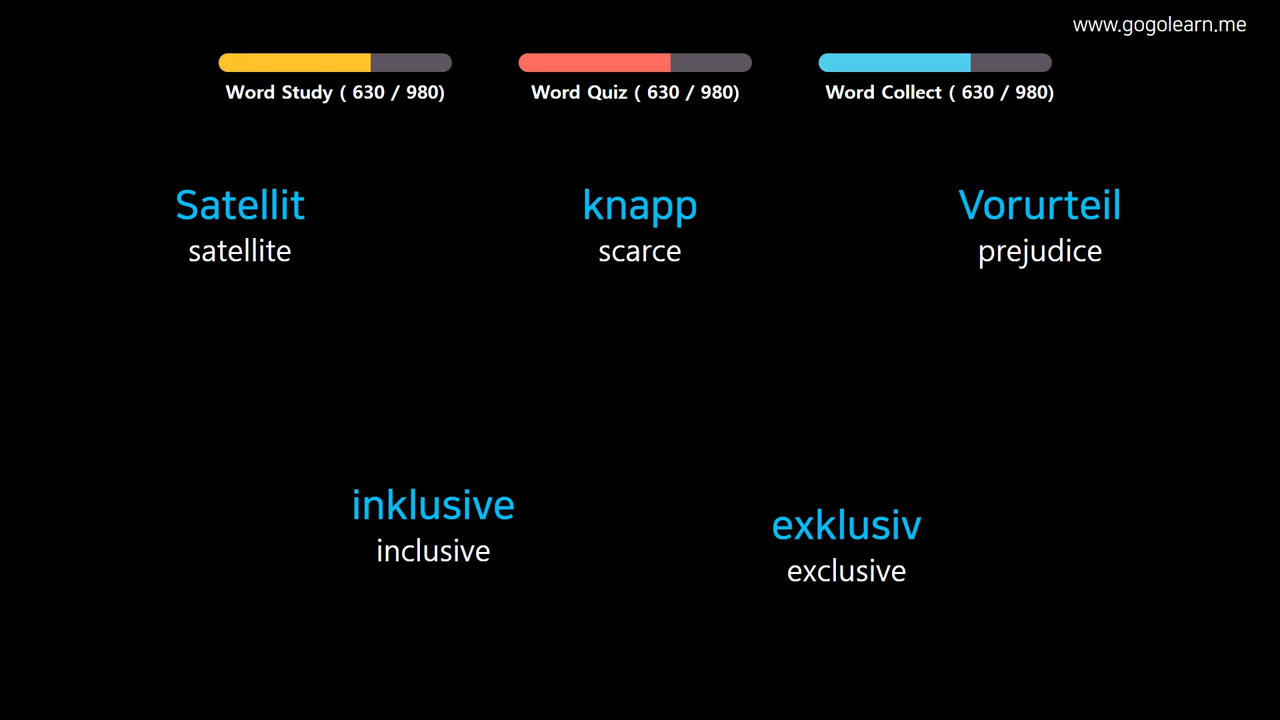 www.gogolearn.me
Word Study ( 630 / 980)
Word Quiz ( 630 / 980)
Word Collect ( 630 / 980)
Satellit
satellite
knapp
scarce
Vorurteil
prejudice
inklusive
inclusive
exklusiv
exclusive